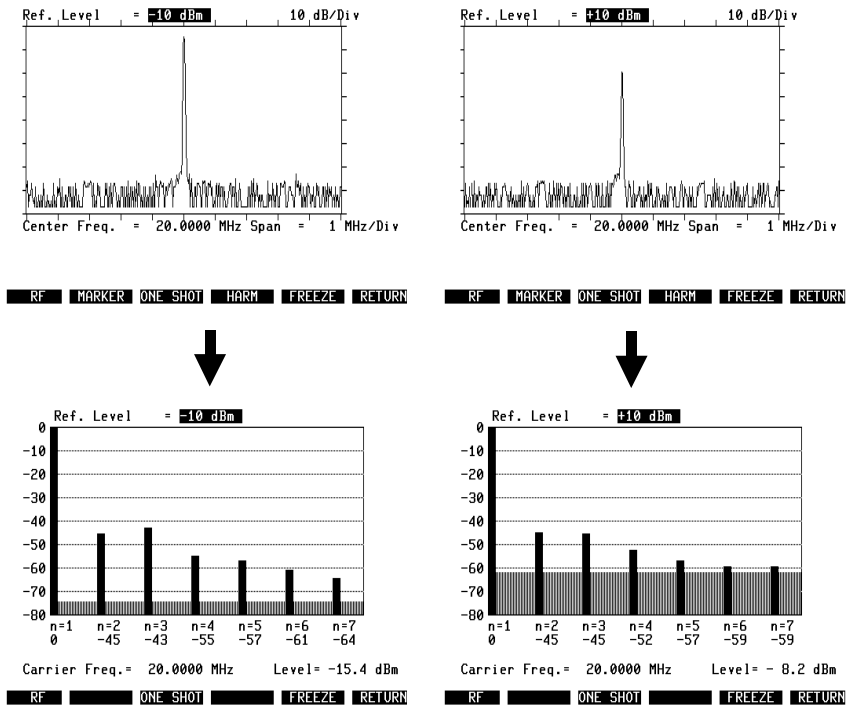 Ref. Level = -10 dBm 10 dB/Div
Center Freq. = 20.0000 MHz Span = 1 MHz/Div
RF MARKER ONE SHOT HARM FREEZE RETURN
Ref. Level = +10 dBm 10 dB/Div
Center Freq. = 20.0000 MHz Span = 1 MHz/Div
RF MARKER ONE SHOT HARM FREEZE RETURN
Ref. Level = -10 dBm
0
-10
-20
-30
-40
-50
-60
-70
-80
n=1 n=2 n=3 n=4 n=5 n=6 n=7
0 -45 -43 -55 -57 -61 -64
Carrier Freq.= 20.0000 MHz Level= -15.4 dBm
RF ONE SHOT FREEZE RETURN
Ref. Level = +10 dBm
0
-10
-20
-30
-40
-50
-60
-70
-80
n=1 n=2 n=3 n=4 n=5 n=6 n=7
0 -45 -45 -52 -57 -59 -59
Carrier Freq.= 20.0000 MHz Level= - 8.2 dBm
RF ONE SHOT FREEZE RETURN